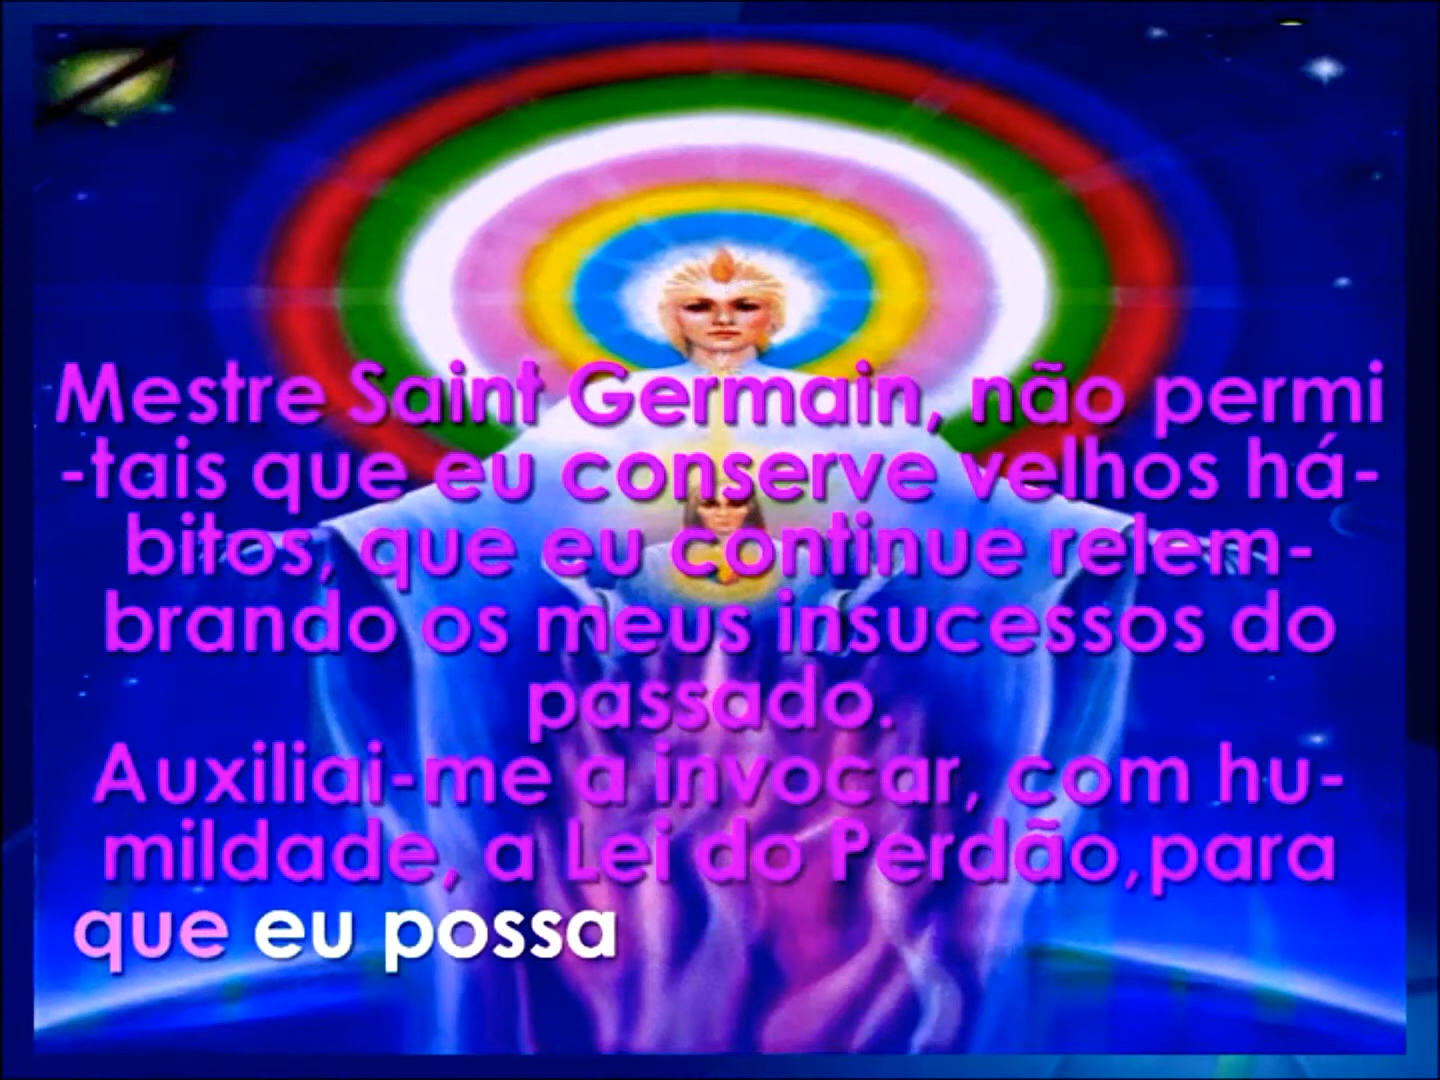 Mestre Saint Germain, não permi
-tais que eu conserve velhos há-
bitos, que eu continue relem-
brando os meus insucessos do
passado.
Auxiliai-me a invocar, com hu-
mildade, a Lei do Perdão,para
que eu possa